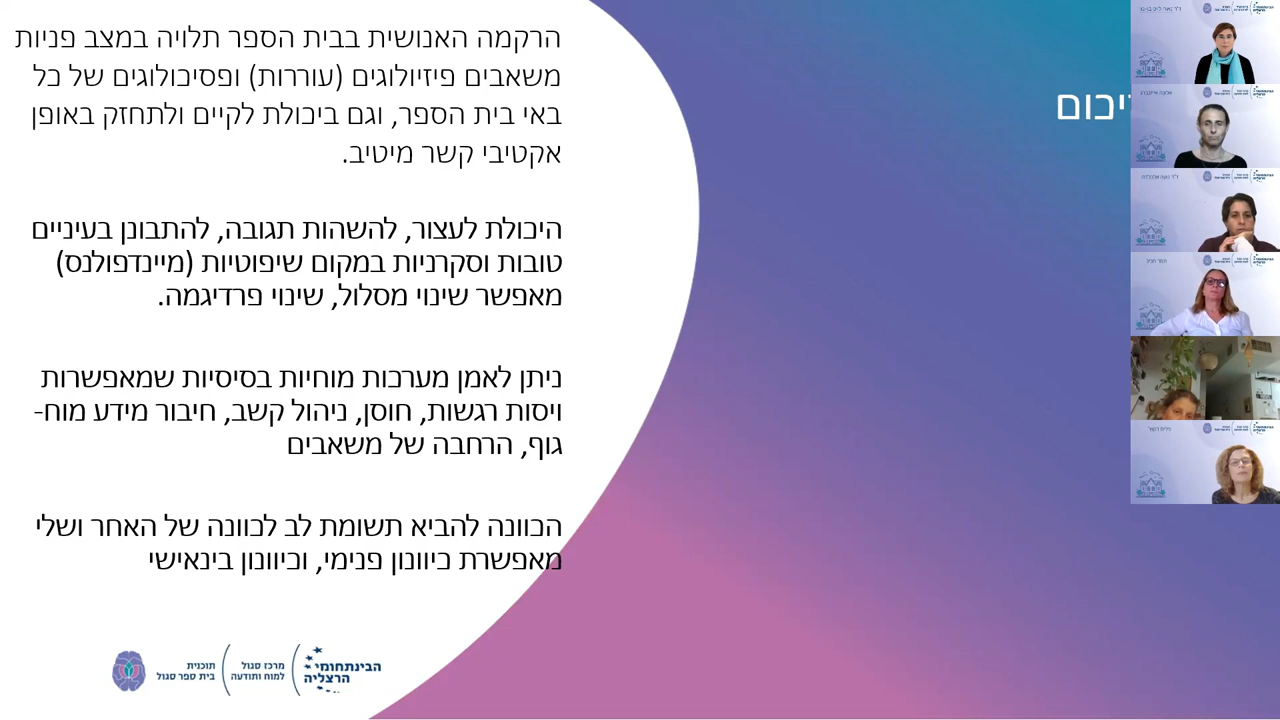 הרקמה האנושית בבית הספר תלויה במצב פניות
משאבים פיזיולוגים (עוררות) ופסיכולוגים של כל
באי בית הספר, וגם ביכולת לקיים ולתחזק באופן
אקטיבי קשר מיטיב.
היכולת לעצור, להשהות תגובה, להתבונן בעיניים
טובות וסקרניות במקום שיפוטיות (מיינדפולנס)
מאפשר שינוי מסלול, שינוי פרדיגמה.
ניתן לאמן מערכות מוחיות בסיסיות שמאפשרות
ויסות רגשות, חוסן, ניהול קשב, חיבור מידע מוח-
גוף, הרחבה של משאבים
הכוונה להביא תשומת לב לכוונה של האחר ושלי
מאפשרת כיוונון פנימי, וכיוונון בינאישי
יכום
הבינתחומי
הרצליה
מרכז סגול
למוח ותודעה
תוכנית
בית ספר סגול